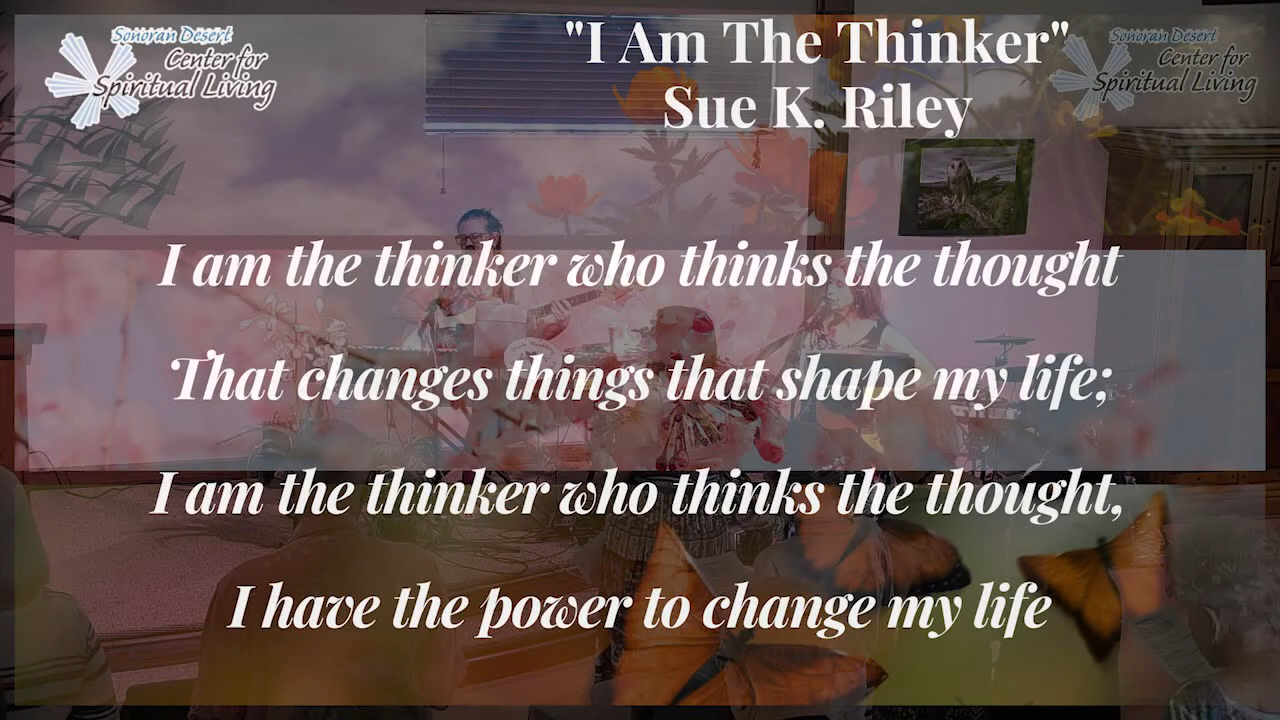 Sonoran Desert
Center for
Spiritual Living
"I Am The Thinker"
Sue K. Riley
Sonoran Desert
Center for
Spiritual Living
I am the thinker who thinks the thought
That changes things that shape my life;
I am the thinker who thinks the thought,
I have the power to change my life